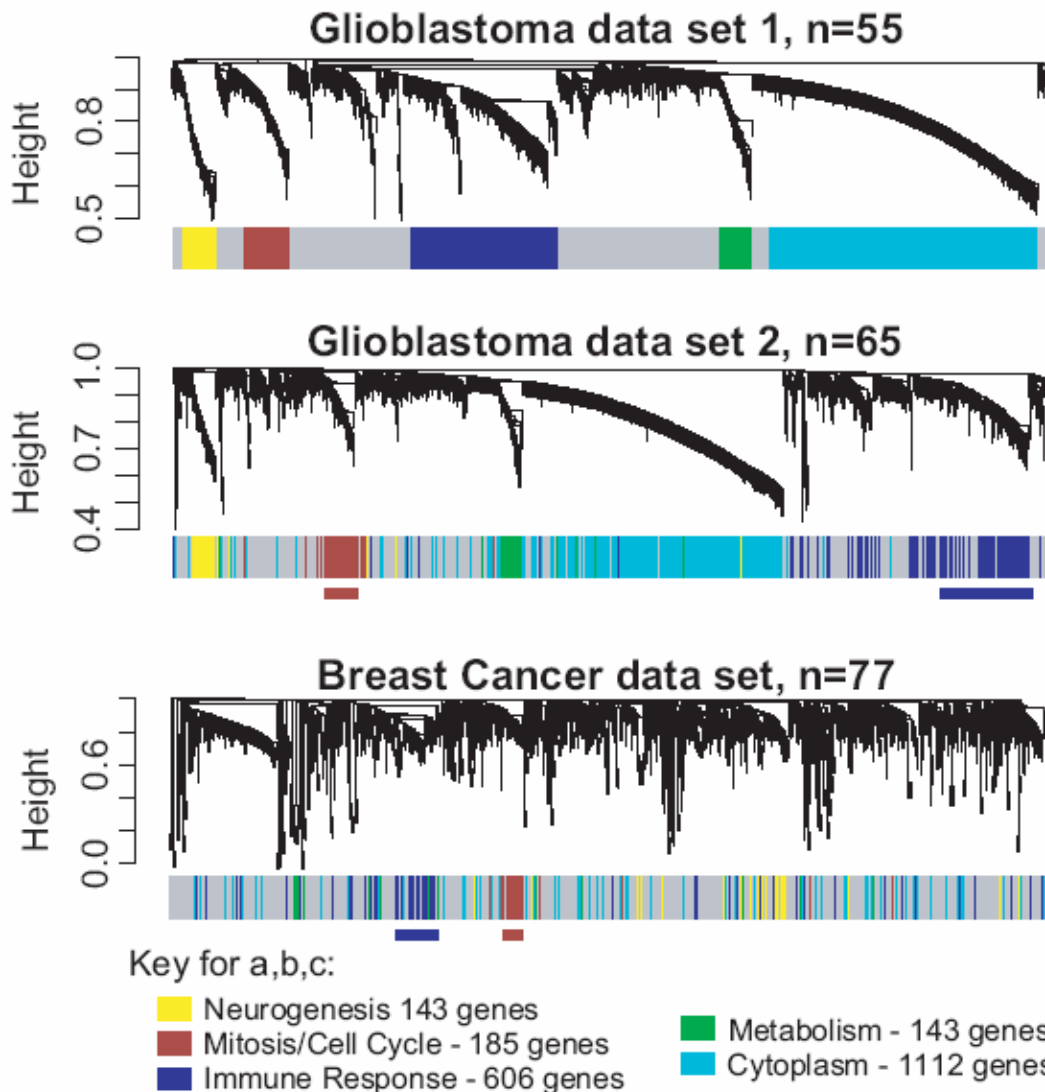 Glioblastoma data set 1, n=55
Height
0.8
0.5
Glioblastoma data set 2, n=65
Height
1.0
0.7
0.4
Breast Cancer data set, n=77
Height
0.6
0.0
Key for a,b,c:
Neurogenesis 143 genes
Mitosis/Cell Cycle - 185 genes
Immune Response - 606 genes
Metabolism - 143 genes
Cytoplasm - 1112 genes